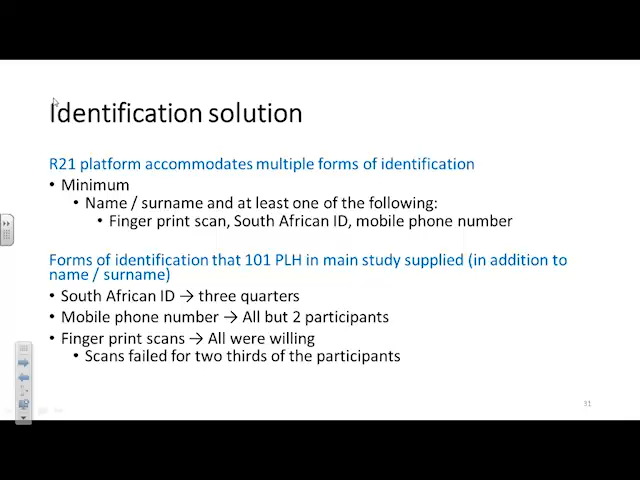 Identification solution
R21 platform accommodates multiple forms of identification
• Minimum
• Name / surname and at least one of the following:
• Finger print scan, South African ID, mobile phone number
Forms of identification that 101 PLH in main study supplied (in addition to
name / surname)
• South African ID → three quarters
• Mobile phone number → All but 2 participants
• Finger print scans → All were willing
• Scans failed for two thirds of the participants
31